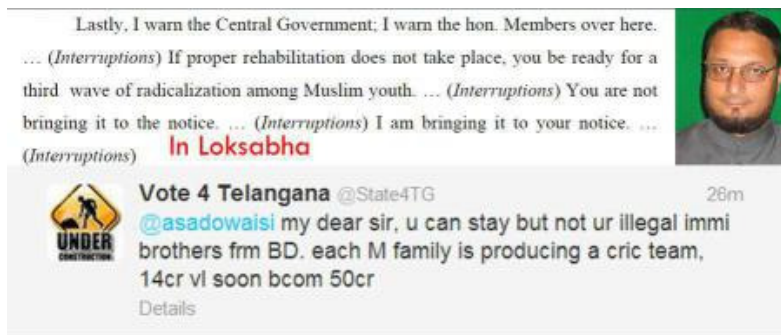 Lastly, I warn the Central Government; I warn the hon. Members over here.
... (Interruptions) If proper rehabilitation does not take place, you be ready for a
third wave of radicalization among Muslim youth. ... (Interruptions) You are not
bringing it to the notice. ... (Interruptions) I am bringing it to your notice. ...
(Interruptions) In Loksabha
Vote 4 Telangana @State4TG 26m
@asadowaisi my dear sir, u can stay but not ur illegal immi
brothers frm BD. each M family is producing a cric team,
14cr vl soon bcom 50cr
UNDER
CONSTRUCTION
Details